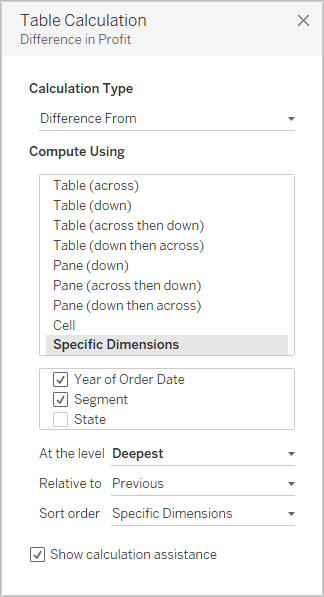 Table Calculation
Difference in Profit
Calculation Type
Difference From
Compute Using
Table (across)
Table (down)
Table (across then down)
Table (down then across)
Pane (down)
Pane (across then down)
Pane (down then across)
Cell
Specific Dimensions
Year of Order Date
Segment
State
At the level Deepest
Relative to Previous
Sort order Specific Dimensions
Show calculation assistance